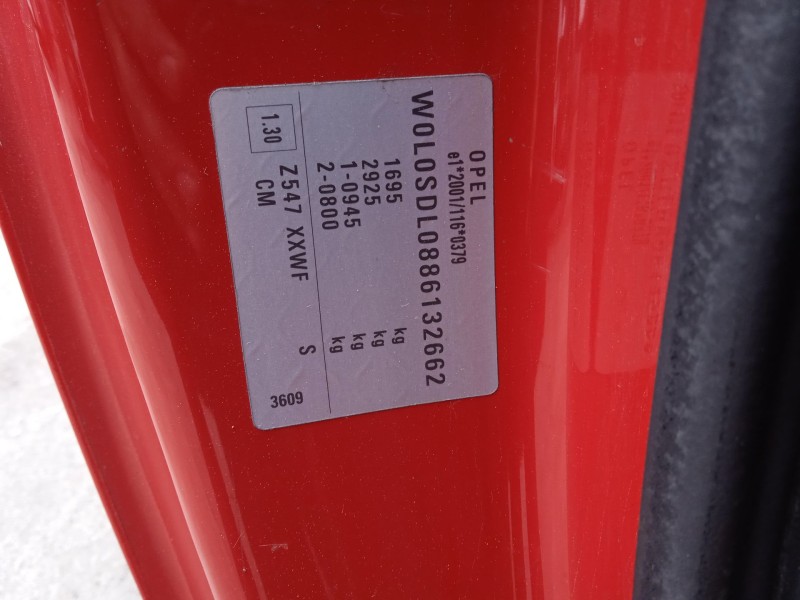 OPEL
e1*2001/116*0379
W0L0SDL0886132662
1695 kg
2925 kg
1-0945 kg
2-0800 kg
Z547 XXWF S
1.30 CM
3609